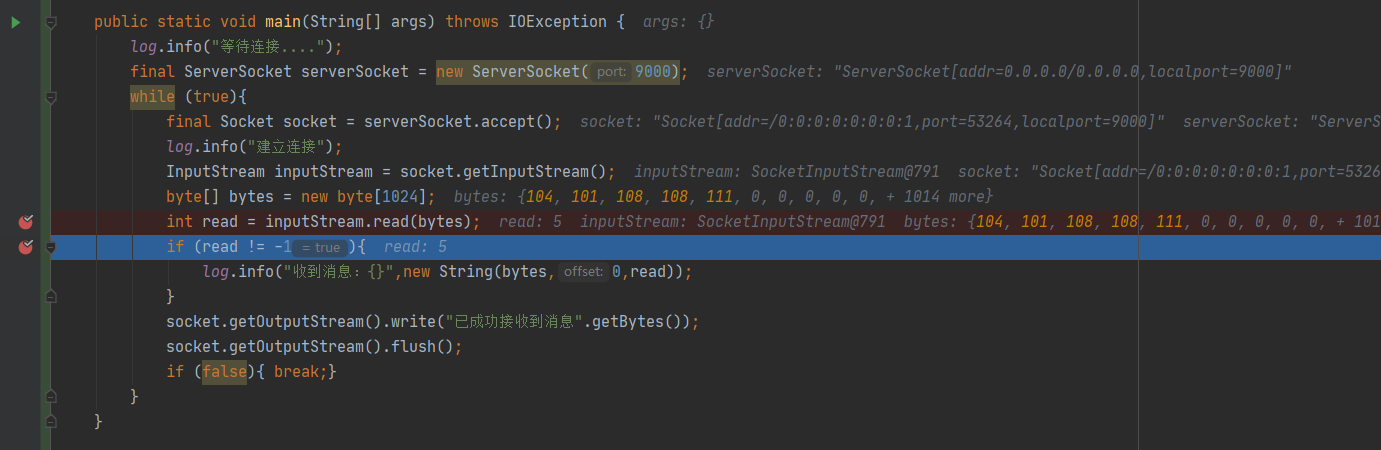 public static void main(String[] args) throws IOException {  args: {}
log.info("等待连接....");
final ServerSocket serverSocket = new ServerSocket( port: 9000);  serverSocket: "ServerSocket[addr=0.0.0.0/0.0.0.0,localport=9000]"
while (true){
final Socket socket = serverSocket.accept();  socket: "Socket[addr=/0:0:0:0:0:0:0:1,port=53264,localport=9000]"  serverSocket: "ServerS
log.info("建立连接");
InputStream inputStream = socket.getInputStream();  inputStream: SocketInputStream@791  socket: "Socket[addr=/0:0:0:0:0:0:0:1,port=5326
byte[] bytes = new byte[1024];  bytes: {104, 101, 108, 108, 111, 0, 0, 0, 0, 0, + 1014 more}
int read = inputStream.read(bytes);  read: 5  inputStream: SocketInputStream@791  bytes: {104, 101, 108, 108, 111, 0, 0, 0, 0, 0, + 101
if (read != -1 = true ){  read: 5
log.info("收到消息：{}",new String(bytes, offset: 0,read));
}
socket.getOutputStream().write("已成功接收到消息".getBytes());
socket.getOutputStream().flush();
if (false){ break;}
}
}